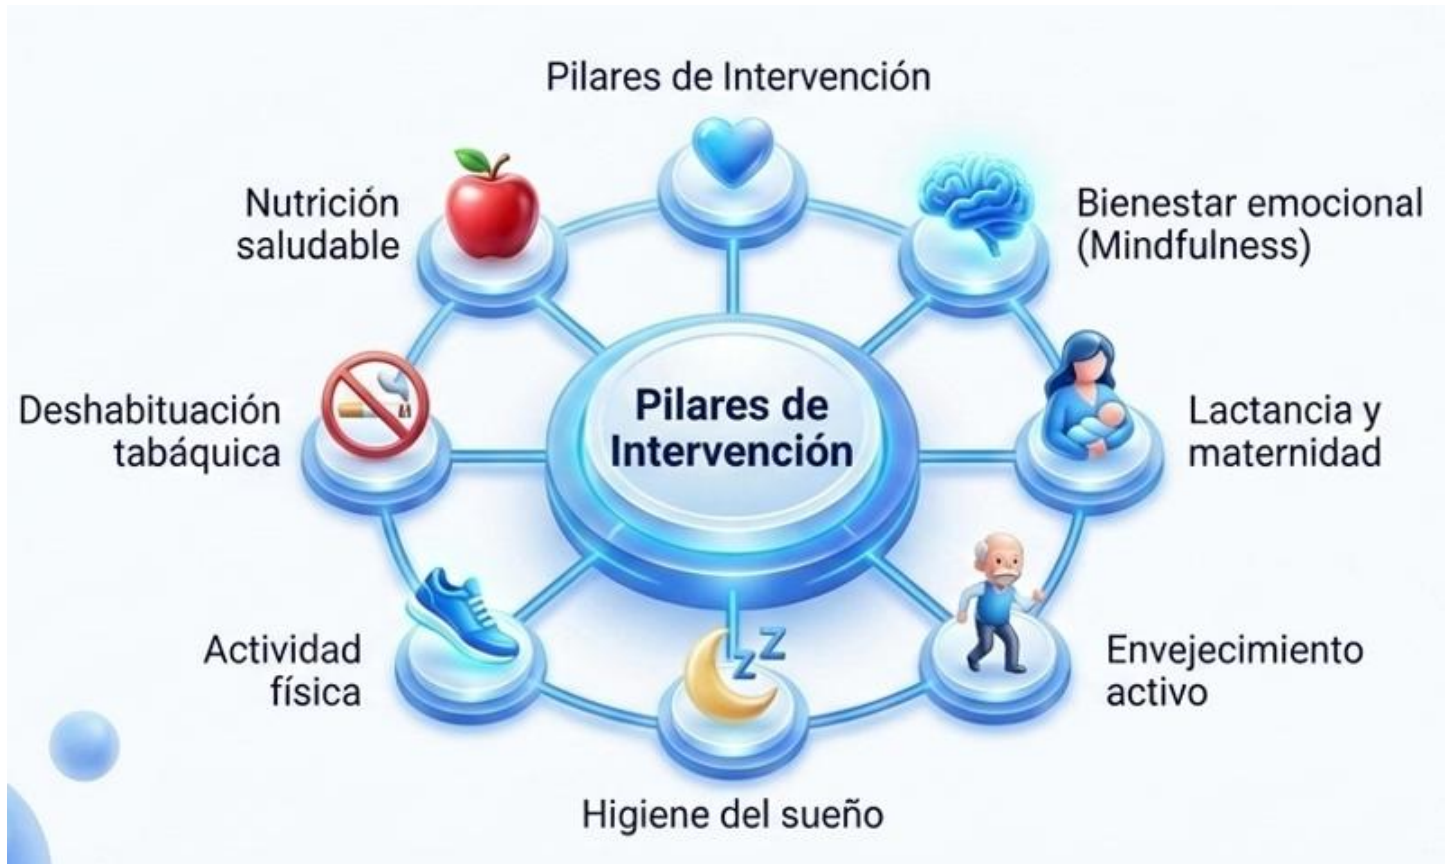 Pilares de Intervención
Nutrición
saludable
Bienestar emocional
(Mindfulness)
Deshabituación
tabáquica
Pilares de
Intervención
Lactancia y
maternidad
Actividad
física
Envejecimiento
activo
Higiene del sueño
zZ